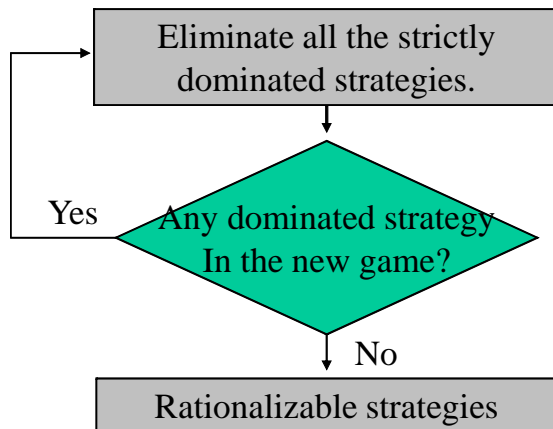 Eliminate all the strictly
dominated strategies.
Yes
Any dominated strategy
In the new game?
No
Rationalizable strategies